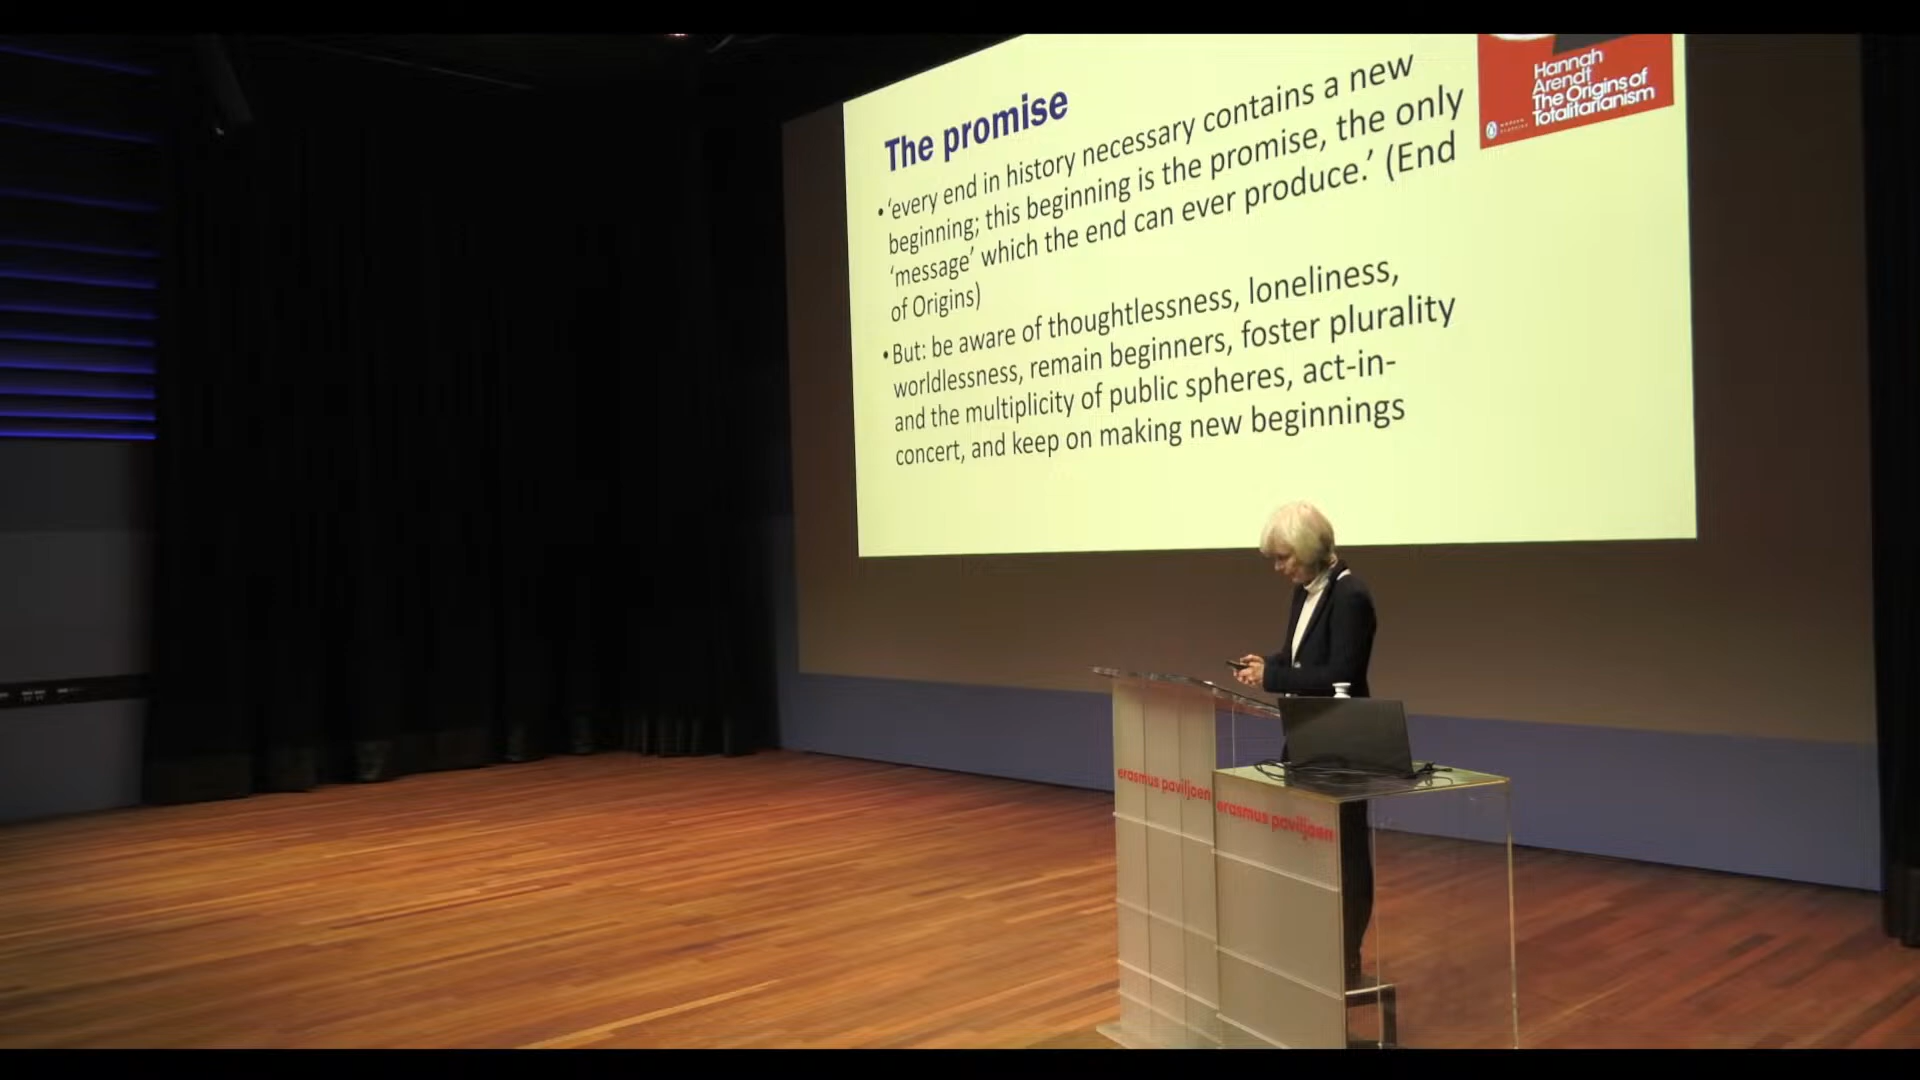 The promise
• 'every end in history necessary contains a new
beginning; this beginning is the promise, the only
'message' which the end can ever produce.' (End
of Origins)
• But: be aware of thoughtlessness, loneliness,
worldlessness, remain beginners, foster plurality
and the multiplicity of public spheres, act-in-
concert, and keep on making new beginnings
Hannah
Arendt
The Origins of
Totalitarianism
erasmus paviljoen
erasmus paviljoen